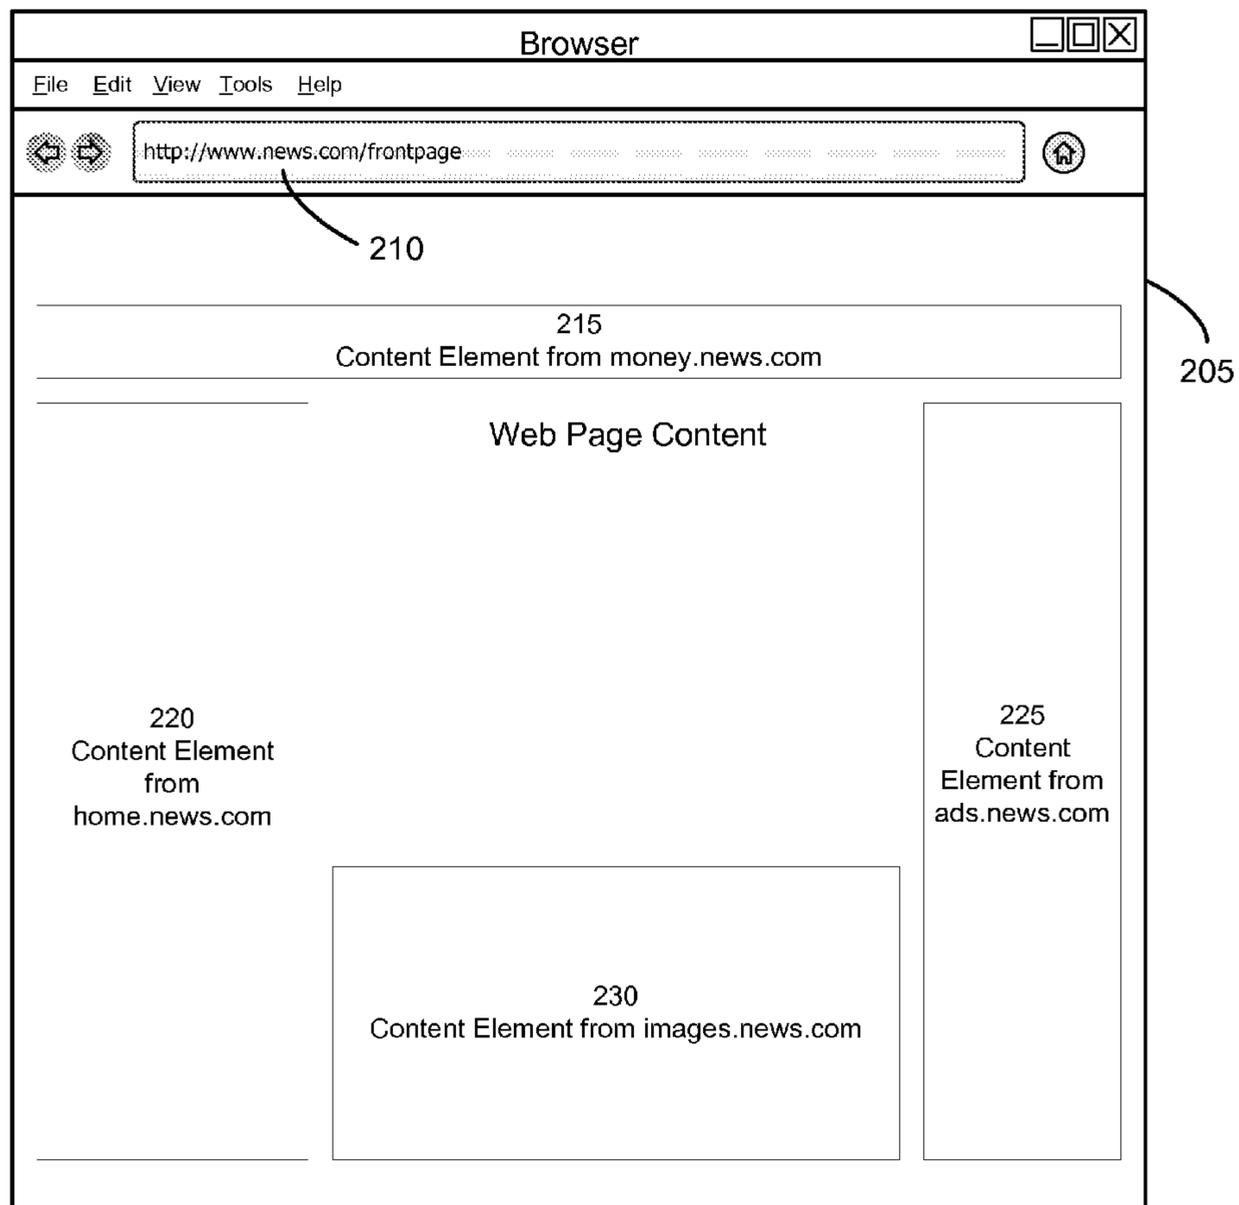 Browser
File Edit View Tools Help
http://www.news.com/frontpage
210
215
Content Element from money.news.com
205
Web Page Content
220
Content Element
from
home.news.com
225
Content
Element from
ads.news.com
230
Content Element from images.news.com